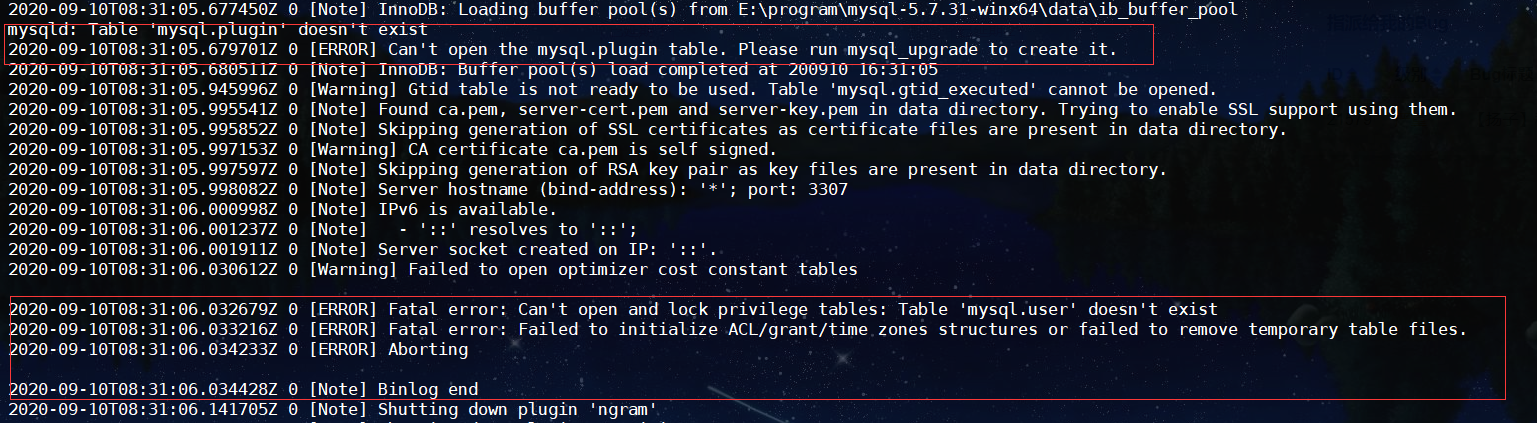 2020-09-10T08:31:05.677450Z 0 [Note] InnoDB: Loading buffer pool(s) from E:\program\mysql-5.7.31-winx64\data\ib_buffer_pool
mysqld: Table 'mysql.plugin' doesn't exist
2020-09-10T08:31:05.679701Z 0 [ERROR] Can't open the mysql.plugin table. Please run mysql_upgrade to create it.
2020-09-10T08:31:05.680511Z 0 [Note] InnoDB: Buffer pool(s) load completed at 200910 16:31:05
2020-09-10T08:31:05.945996Z 0 [Warning] Gtid table is not ready to be used. Table 'mysql.gtid_executed' cannot be opened.
2020-09-10T08:31:05.995541Z 0 [Note] Found ca.pem, server-cert.pem and server-key.pem in data directory. Trying to enable SSL support using them.
2020-09-10T08:31:05.995852Z 0 [Note] Skipping generation of SSL certificates as certificate files are present in data directory.
2020-09-10T08:31:05.997153Z 0 [Warning] CA certificate ca.pem is self signed.
2020-09-10T08:31:05.997597Z 0 [Note] Skipping generation of RSA key pair as key files are present in data directory.
2020-09-10T08:31:05.998082Z 0 [Note] Server hostname (bind-address): '*'; port: 3307
2020-09-10T08:31:06.000998Z 0 [Note] IPv6 is available.
2020-09-10T08:31:06.001237Z 0 [Note]   - '::' resolves to '::';
2020-09-10T08:31:06.001911Z 0 [Note] Server socket created on IP: '::'.
2020-09-10T08:31:06.030612Z 0 [Warning] Failed to open optimizer cost constant tables
2020-09-10T08:31:06.032679Z 0 [ERROR] Fatal error: Can't open and lock privilege tables: Table 'mysql.user' doesn't exist
2020-09-10T08:31:06.033216Z 0 [ERROR] Fatal error: Failed to initialize ACL/grant/time zones structures or failed to remove temporary table files.
2020-09-10T08:31:06.034233Z 0 [ERROR] Aborting
2020-09-10T08:31:06.034428Z 0 [Note] Binlog end
2020-09-10T08:31:06.141705Z 0 [Note] Shutting down plugin 'ngram'